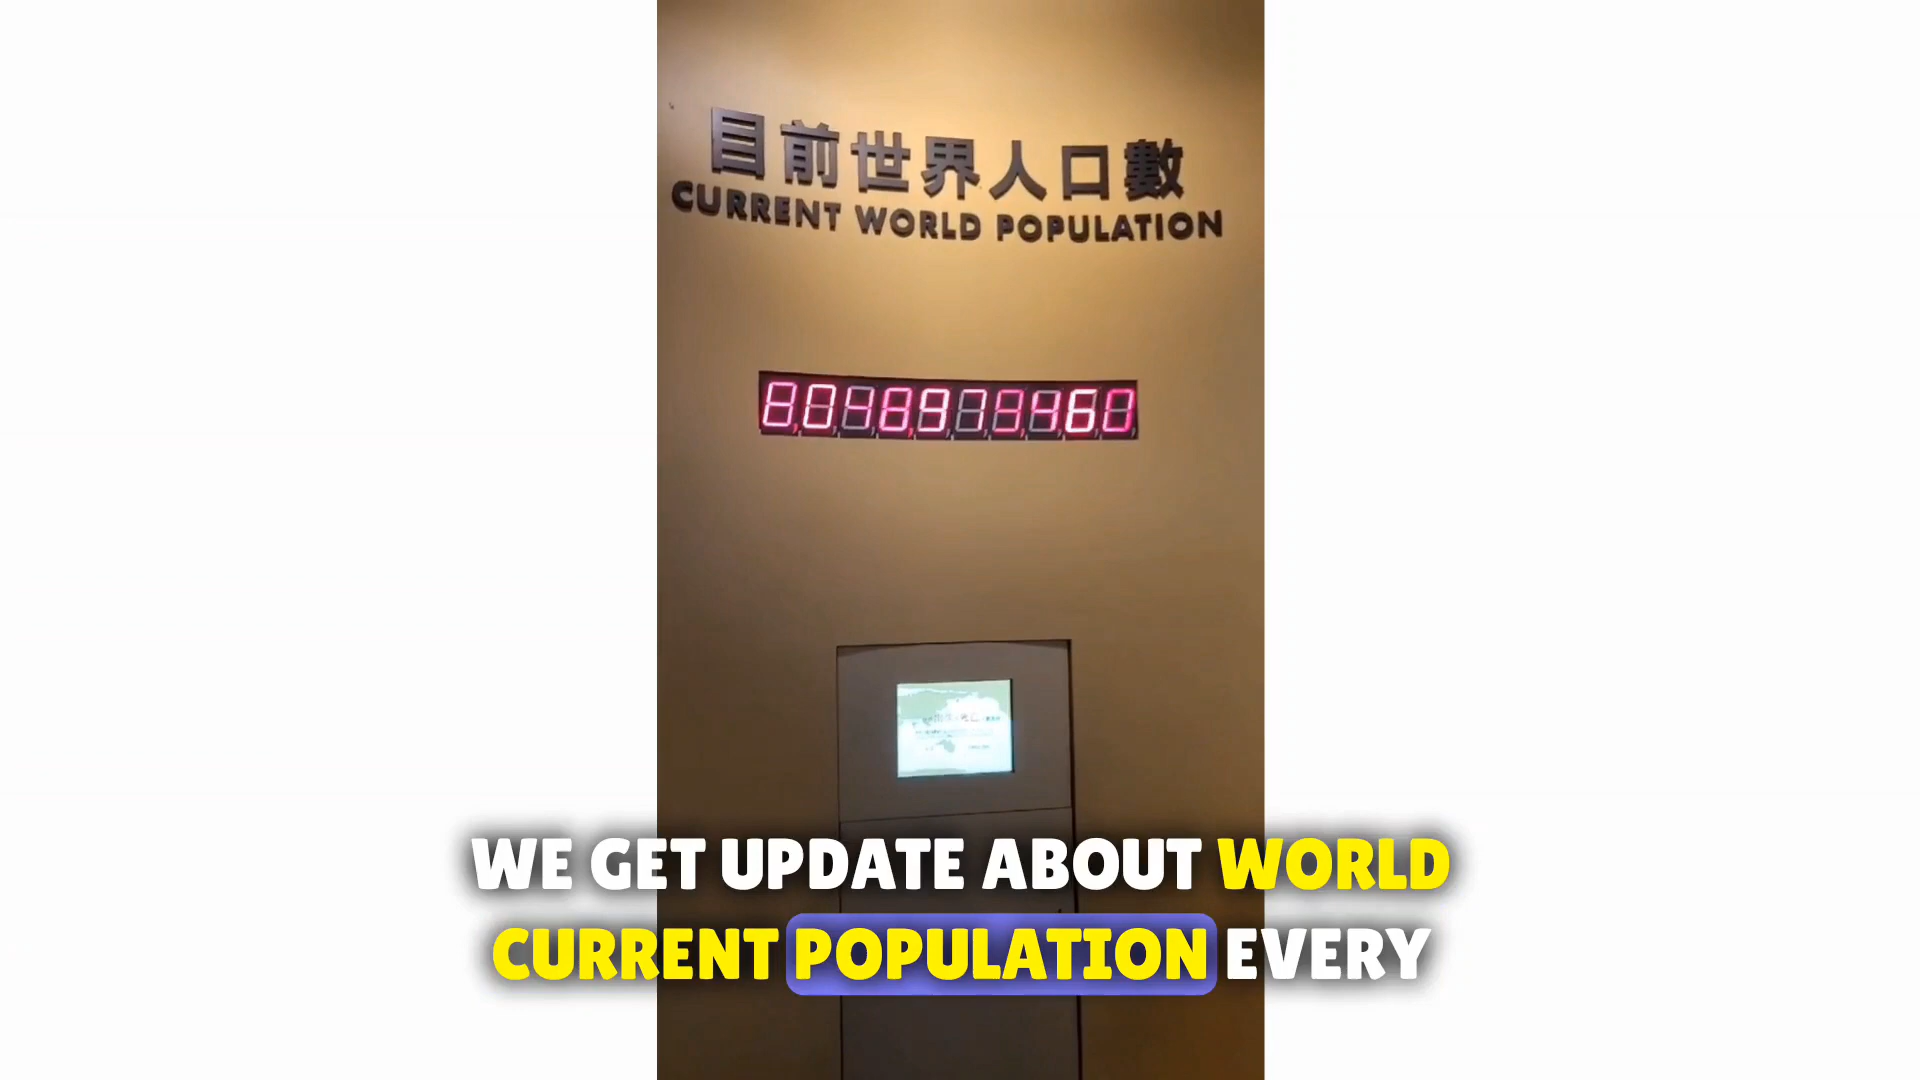 目前世界人口數
CURRENT WORLD POPULATION
WE GET UPDATE ABOUT WORLD
CURRENT POPULATION EVERY